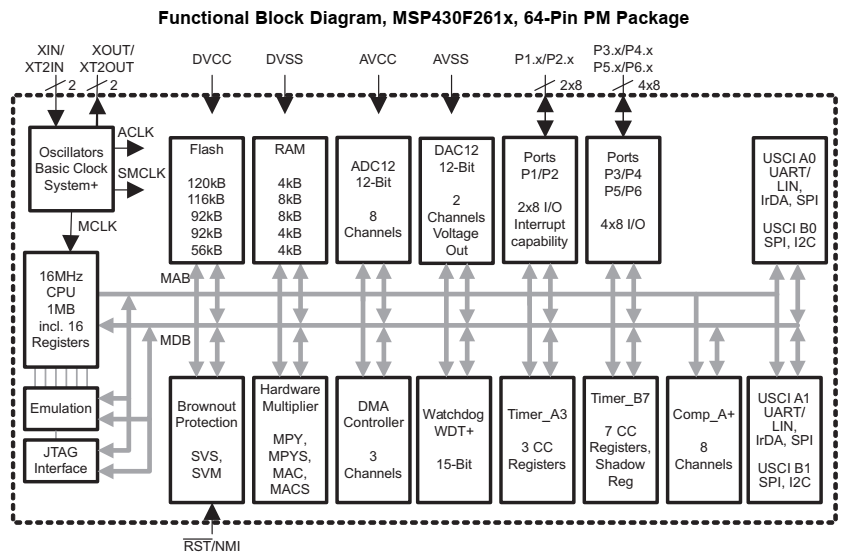 Functional Block Diagram, MSP430F261x, 64-Pin PM Package
XIN/
XT2IN
XOUT/
XT2OUT
DVCC
DVSS
AVCC
AVSS
P1.x/P2.x
P3.x/P4.x
P5.x/P6.x
2
2
2x8
4x8
Oscillators
Basic Clock
System+
ACLK
SMCLK
MCLK
Flash
120kB
116kB
92kB
92kB
56kB
RAM
4kB
8kB
8kB
4kB
4kB
ADC12
12-Bit
8
Channels
DAC12
12-Bit
2
Channels
Voltage
Out
Ports
P1/P2
2x8 I/O
Interrupt
capability
Ports
P3/P4
P5/P6
4x8 I/O
USCI A0
UART/
LIN,
IrDA, SPI
USCI B0
SPI, I2C
16MHz
CPU
1MB
incl. 16
Registers
MAB
MDB
Emulation
JTAG
Interface
Brownout
Protection
SVS,
SVM
Hardware
Multiplier
MPY,
MPYS,
MAC,
MACS
DMA
Controller
3
Channels
Watchdog
WDT+
15-Bit
Timer_A3
3 CC
Registers
Timer_B7
7 CC
Registers,
Shadow
Reg
Comp_A+
8
Channels
USCI A1
UART/
LIN,
IrDA, SPI
USCI B1
SPI, I2C
RST/NMI